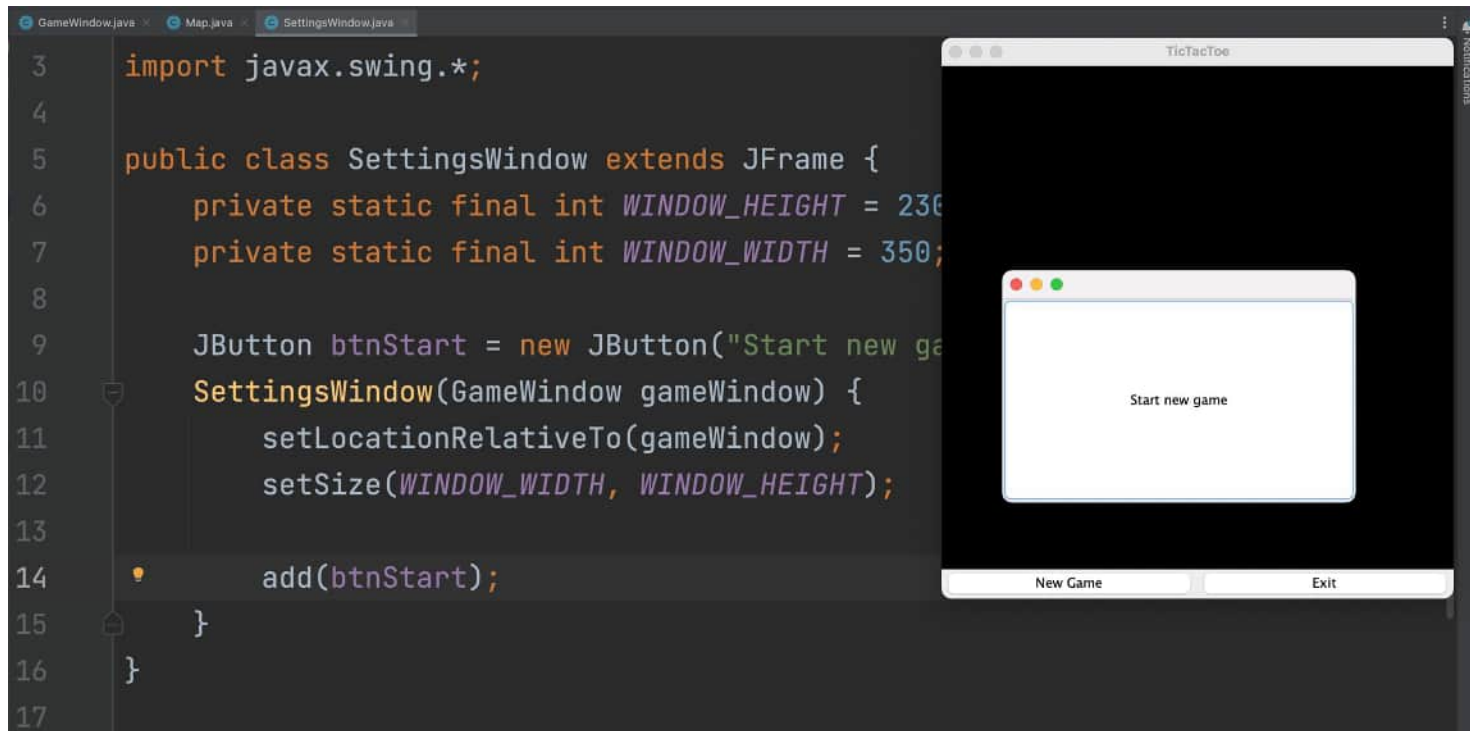 GameWindow.java Map.java SettingsWindow.java
Notifications
3 import javax.swing.*;
4
5 public class SettingsWindow extends JFrame {
6 private static final int WINDOW_HEIGHT = 230
7 private static final int WINDOW_WIDTH = 350;
8
9 JButton btnStart = new JButton("Start new ga
10 SettingsWindow(GameWindow gameWindow) {
11 setLocationRelativeTo(gameWindow);
12 setSize(WINDOW_WIDTH, WINDOW_HEIGHT);
13
14 add(btnStart);
15 }
16 }
17
TicTacToe
Start new game
New Game Exit